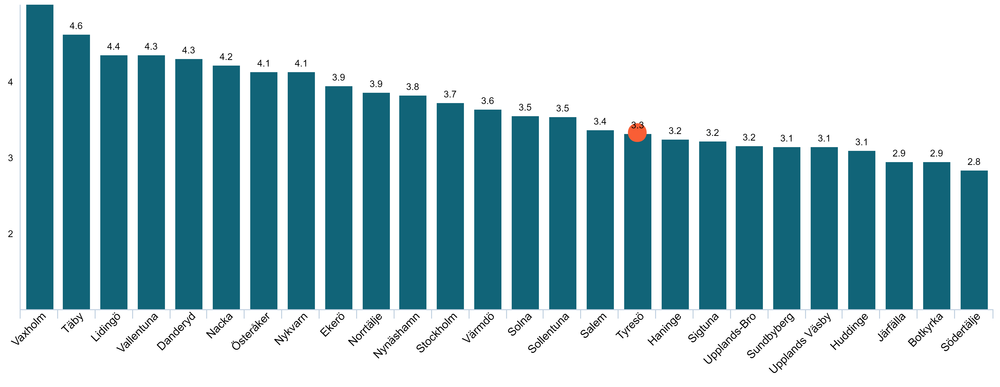 4.6
4.4
4.3
4.3
4.2
4.1
4.1
3.9
3.9
3.8
3.7
3.6
3.5
3.5
3.4
3.3
3.2
3.2
3.2
3.1
3.1
3.1
2.9
2.9
2.8
4
3
2
Vaxholm
Täby
Lidingö
Vallentuna
Danderyd
Nacka
Österåker
Nykvarn
Ekerö
Norrtälje
Nynäshamn
Stockholm
Värmdö
Solna
Sollentuna
Salem
Tyresö
Haninge
Sigtuna
Upplands-Bro
Sundbyberg
Upplands Väsby
Huddinge
Järfälla
Botkyrka
Södertälje